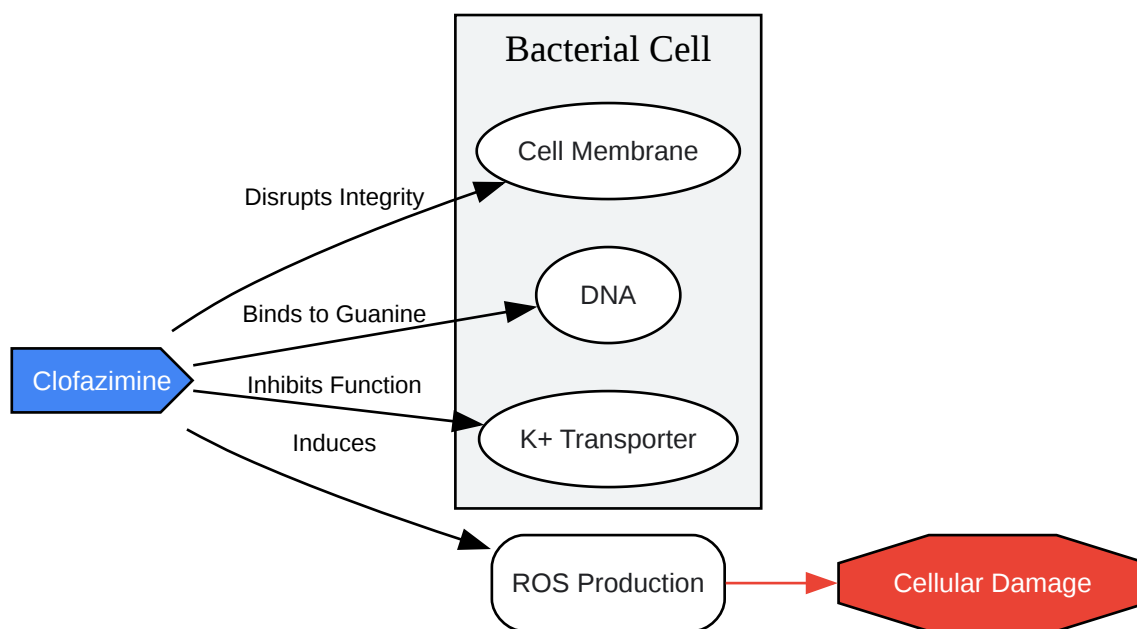 Bacterial Cell
Cell Membrane
Disrupts Integrity
DNA
Binds to Guanine
Clofazimine
Inhibits Function
K+ Transporter
Induces
ROS Production
Cellular Damage